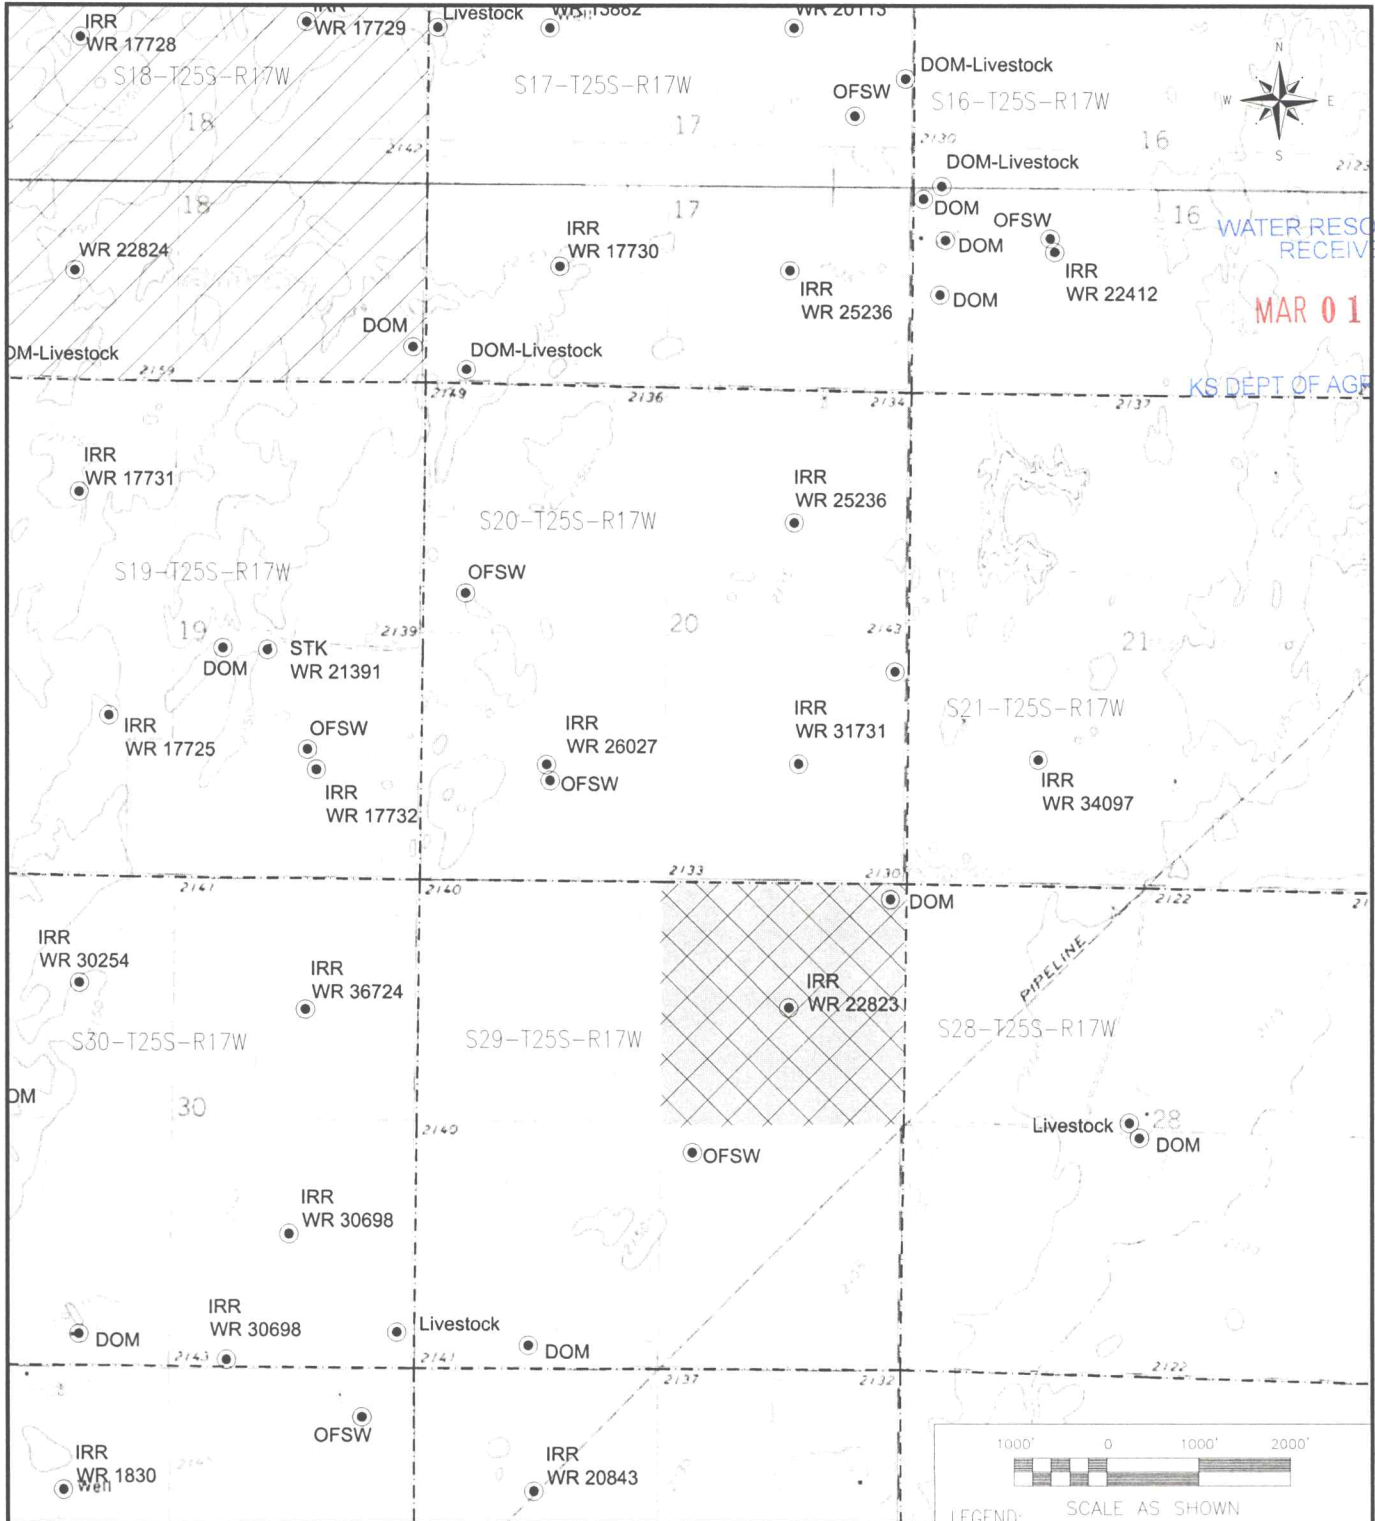 IRR
WR 17728
WR 17729
Livestock
WR 20113
S18-T25S-R17W
S17-T25S-R17W
DOM-Livestock
OFSW
S16-T25S-R17W
N
W
E
S
18
17
16
2142
2130
DOM-Livestock
18
17
DOM
OFSW
16
WATER RESO
RECEIV
WR 22824
IRR
WR 17730
DOM
IRR
WR 22412
IRR
WR 25236
DOM
MAR 01
DOM
OM-Livestock
DOM-Livestock
2159
2149
2136
2134
2137
KS DEPT OF AGR
IRR
WR 17731
IRR
WR 25236
S20-T25S-R17W
S19-T25S-R17W
OFSW
19
2139
20
2143
21
DOM
STK
WR 21391
S21-T25S-R17W
IRR
WR 17725
OFSW
IRR
WR 26027
IRR
WR 31731
OFSW
IRR
WR 17732
IRR
WR 34097
2141
2140
2133
2130
2122
21
DOM
IRR
WR 30254
IRR
WR 36724
IRR
WR 22823
PIPELINE
S30-T25S-R17W
S29-T25S-R17W
S28-T25S-R17W
OM
30
2140
Livestock
28
DOM
OFSW
IRR
WR 30698
IRR
WR 30698
Livestock
DOM
DOM
2143
2141
2137
2132
2122
OFSW
IRR
WR 1830
Well
IRR
WR 20843
1000' 0 1000' 2000'
SCALE AS SHOWN
LEGEND: